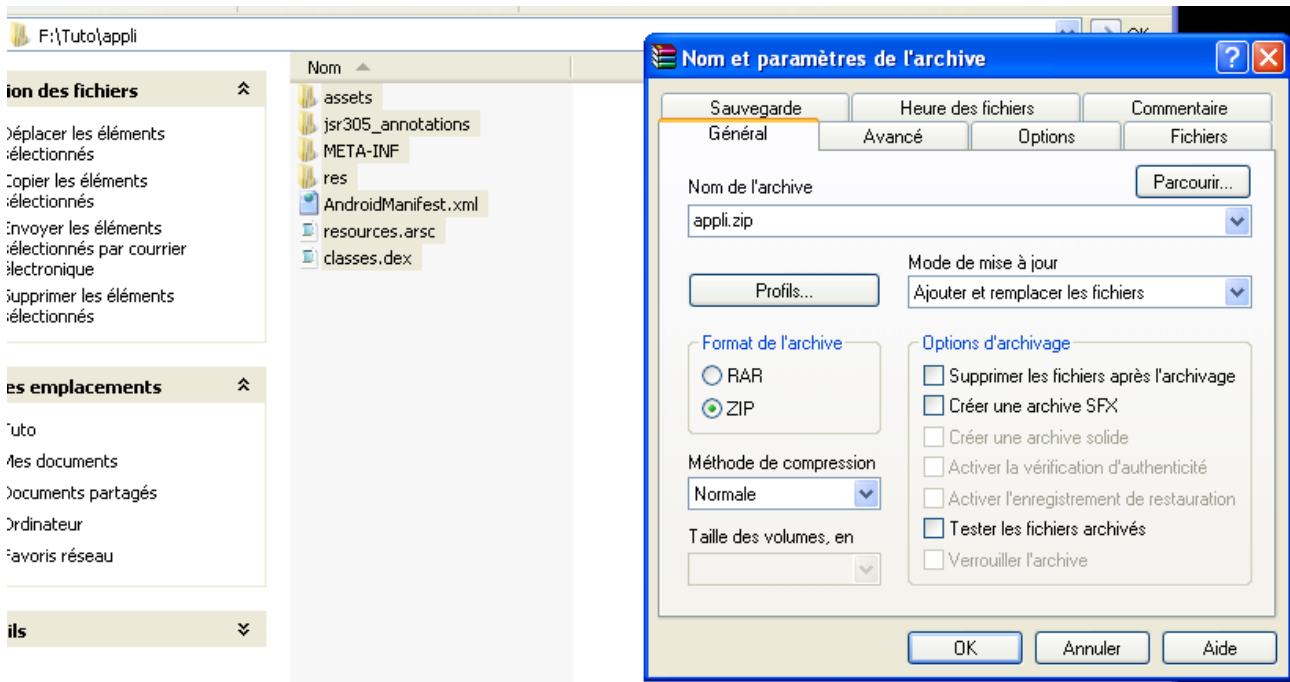 F:\Tuto\appli
OK
ion des fichiers
Déplacer les éléments
sélectionnés
Copier les éléments
sélectionnés
Envoyer les éléments
sélectionnés par courrier
électronique
Supprimer les éléments
sélectionnés
es emplacements
Tuto
Mes documents
Documents partagés
Ordinateur
Favoris réseau
ils
Nom
assets
jsr305_annotations
META-INF
res
AndroidManifest.xml
resources.arsc
classes.dex
Nom et paramètres de l'archive
Sauvegarde
Heure des fichiers
Commentaire
Général
Avancé
Options
Fichiers
Nom de l'archive
Parcourir...
appli.zip
Mode de mise à jour
Profils...
Ajouter et remplacer les fichiers
Format de l'archive
RAR
ZIP
Méthode de compression
Normale
Taille des volumes, en
Options d'archivage
Supprimer les fichiers après l'archivage
Créer une archive SFX
Créer une archive solide
Activer la vérification d'authenticité
Activer l'enregistrement de restauration
Tester les fichiers archivés
Verrouiller l'archive
OK
Annuler
Aide